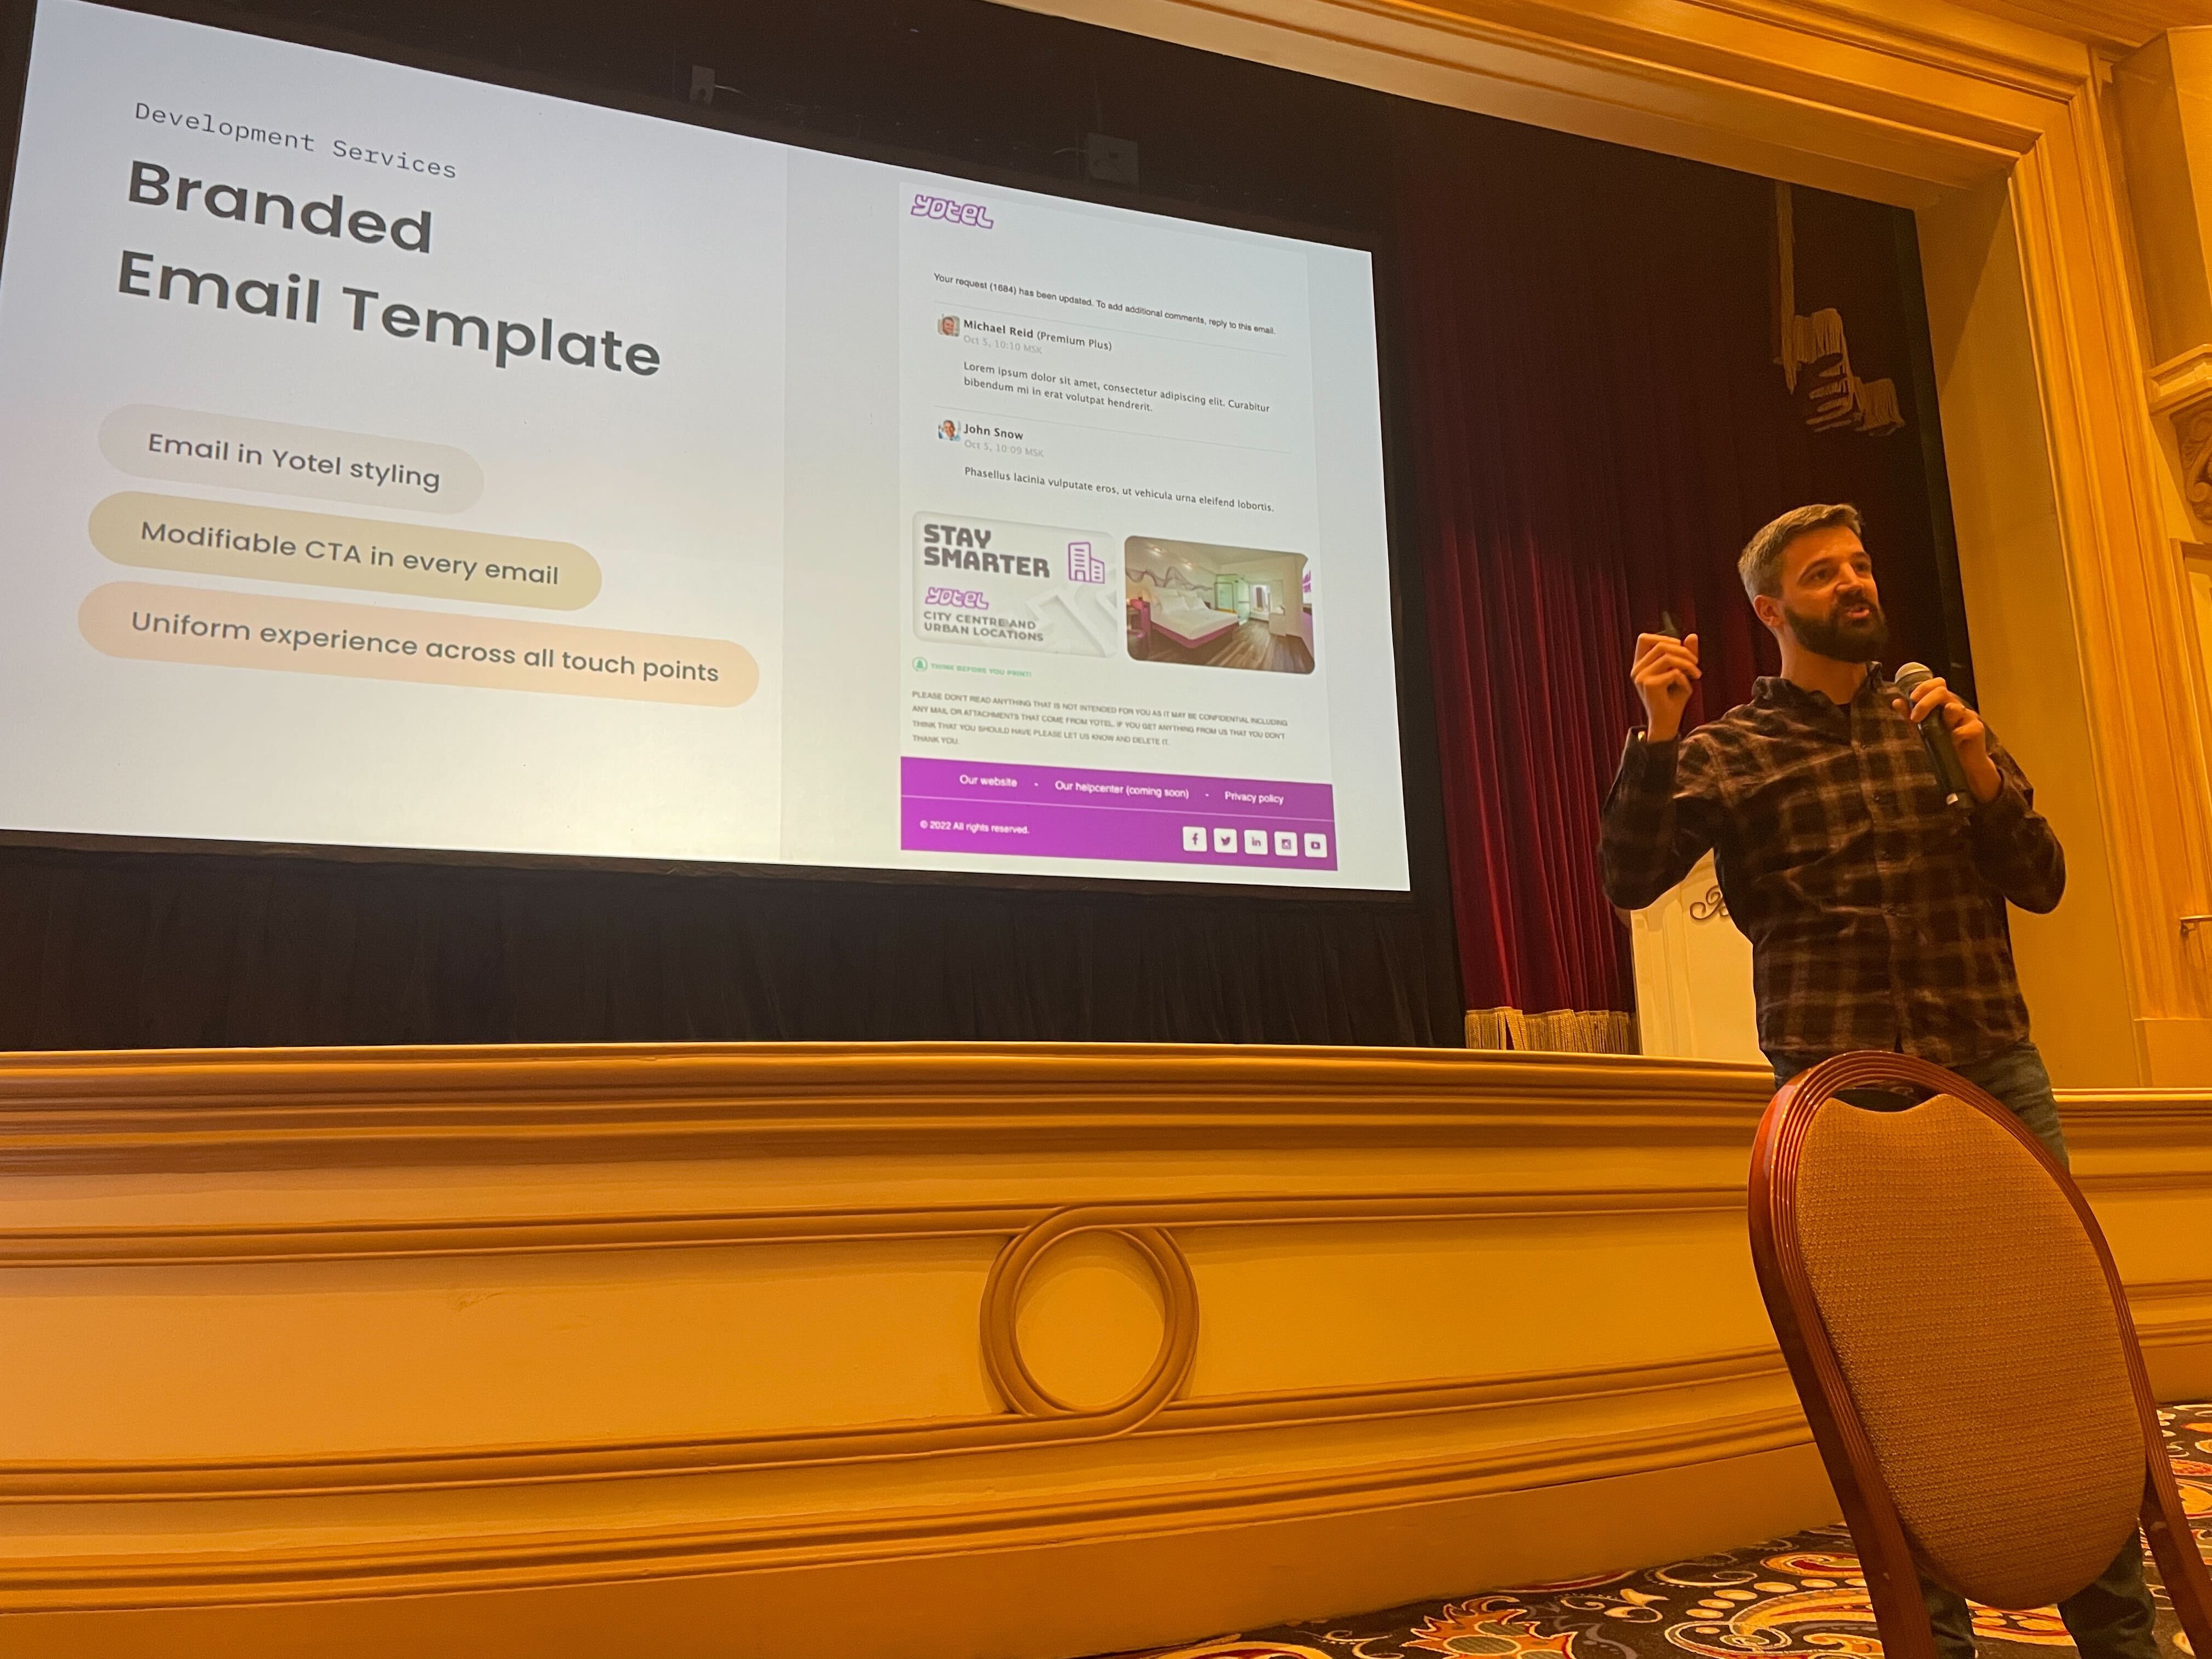 Development Services
Branded
Email Template
Email in Yotel styling
Modifiable CTA in every email
Uniform experience across all touch points
YOTEL
Your request (1684) has been updated. To add additional comments, reply to this email.
Michael Reid (Premium Plus)
Oct 5, 10:10 MSK
Lorem ipsum dolor sit amet, consectetur adipiscing elit. Curabitur
bibendum mi in erat volutpat hendrerit.
John Snow
Oct 5, 10:09 MSK
Phasellus lacinia vulputate eros, ut vehicula urna eleifend lobortis.
STAY
SMARTER
YOTEL
CITY CENTRE AND
URBAN LOCATIONS
THINK BEFORE YOU PRINT!
PLEASE DON'T READ ANYTHING THAT IS NOT INTENDED FOR YOU AS IT MAY BE CONFIDENTIAL INCLUDING
ANY MAIL OR ATTACHMENTS THAT COME FROM YOTEL. IF YOU GET ANYTHING FROM US THAT YOU DON'T
THINK THAT YOU SHOULD HAVE PLEASE LET US KNOW AND DELETE IT.
THANK YOU.
Our website • Our helpcenter (coming soon) • Privacy policy
© 2022 All rights reserved.
f in